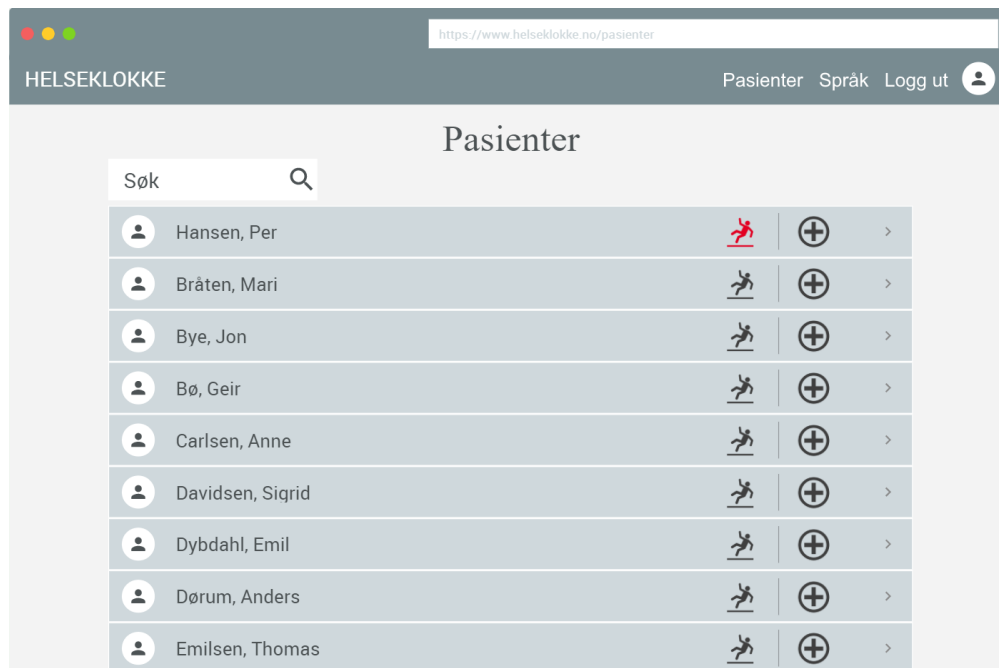 https://www.helseklokke.no/pasienter
HELSEKLOKKE
Pasienter Språk Logg ut
Pasienter
Søk
Hansen, Per
Bråten, Mari
Bye, Jon
Bø, Geir
Carlsen, Anne
Davidsen, Sigrid
Dybdahl, Emil
Dørum, Anders
Emilsen, Thomas